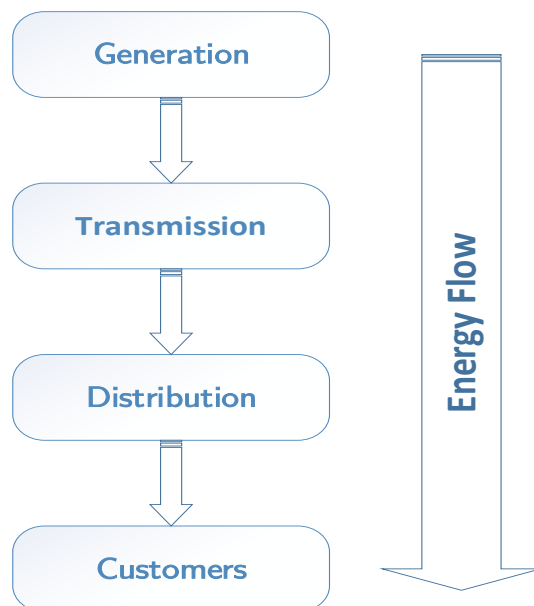 Generation
Transmission
Distribution
Customers
Energy Flow